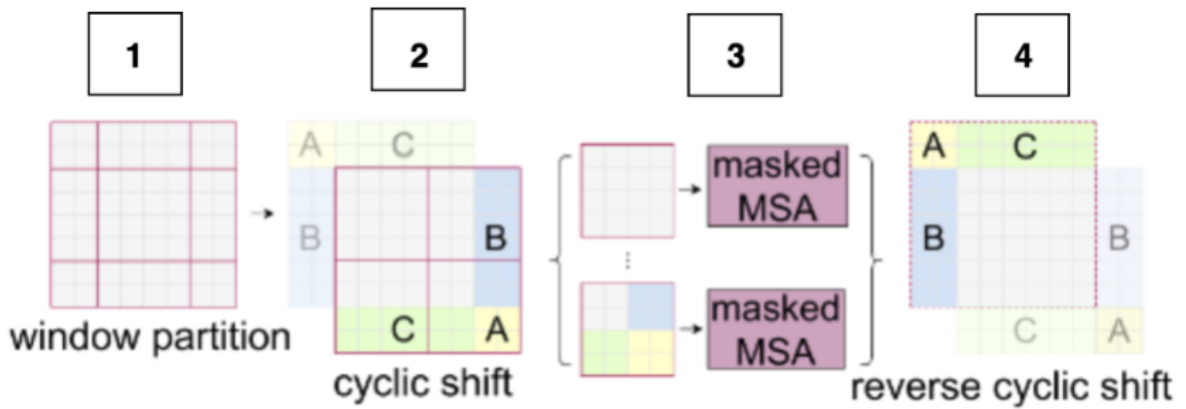 1
2
3
4
A
C
B
B
C
A
window partition
cyclic shift
masked
MSA
masked
MSA
A
C
B
B
C
A
reverse cyclic shift